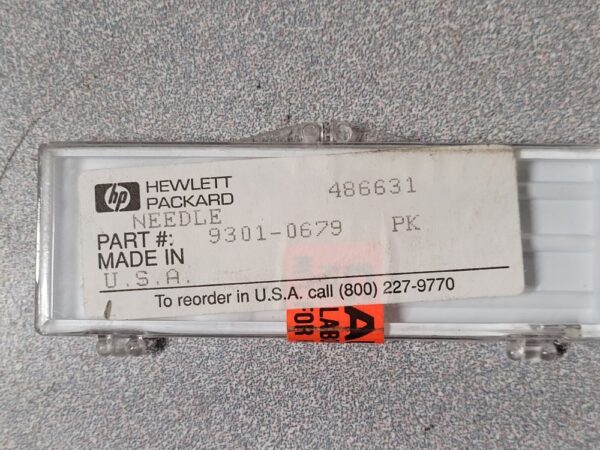 hp HEWLETT PACKARD 486631
NEEDLE
PART #: 9301-0679 PK
MADE IN
U.S.A.
To reorder in U.S.A. call (800) 227-9770
A
LAB
FOR